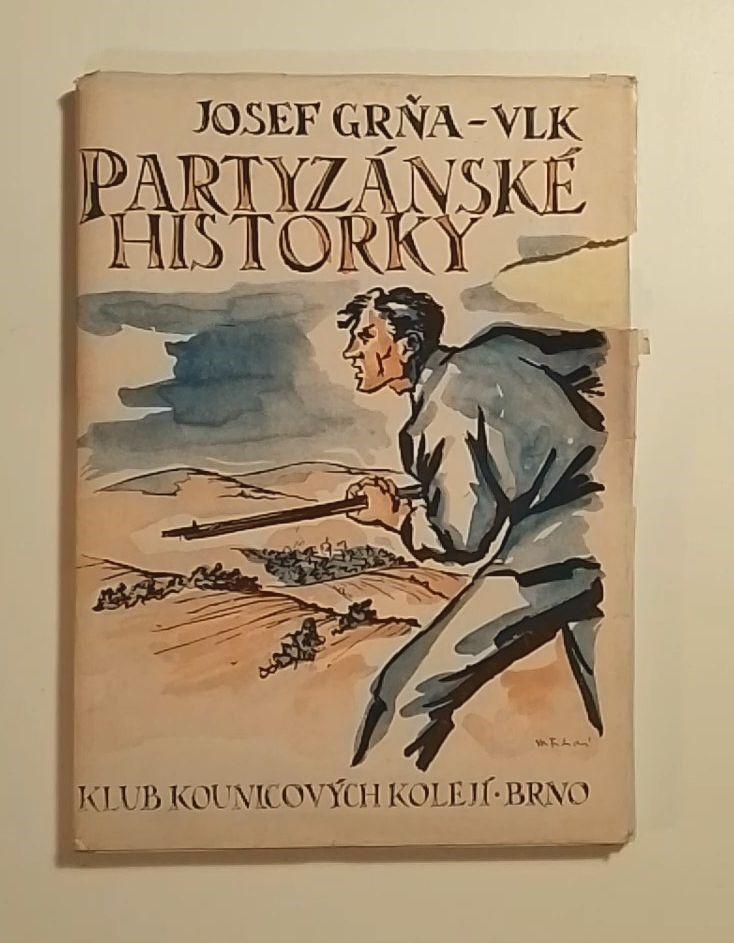 JOSEF GRŇA - VLK
PARTYZÁNSKÉ
HISTORKY
KLUB KOUNICOVÝCH KOLEJÍ · BRNO